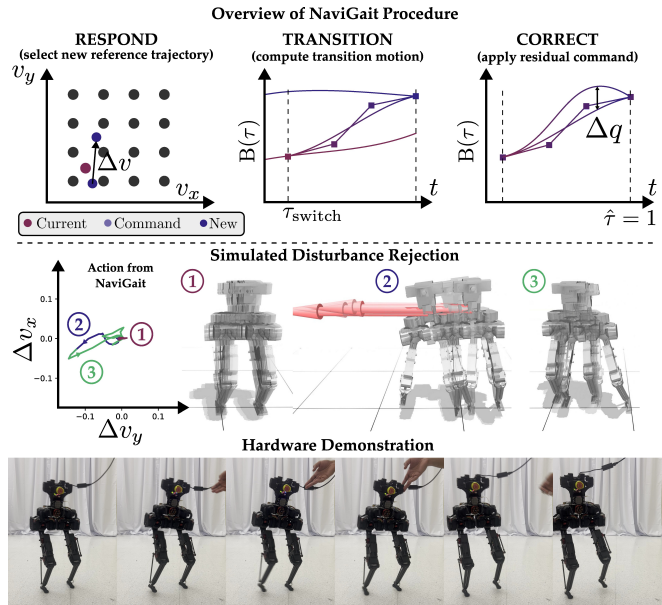 Overview of NaviGait Procedure
RESPOND
(select new reference trajectory)
v_y
Δv
v_x
Current
Command
New
TRANSITION
(compute transition motion)
B(τ)
t
τ_switch
CORRECT
(apply residual command)
B(τ)
Δq
t
τ̂ = 1
Simulated Disturbance Rejection
Action from
NaviGait
0.1
0.0
−0.1
Δv_x
2
1
3
−0.1
0.0
0.1
Δv_y
1
2
3
Hardware Demonstration